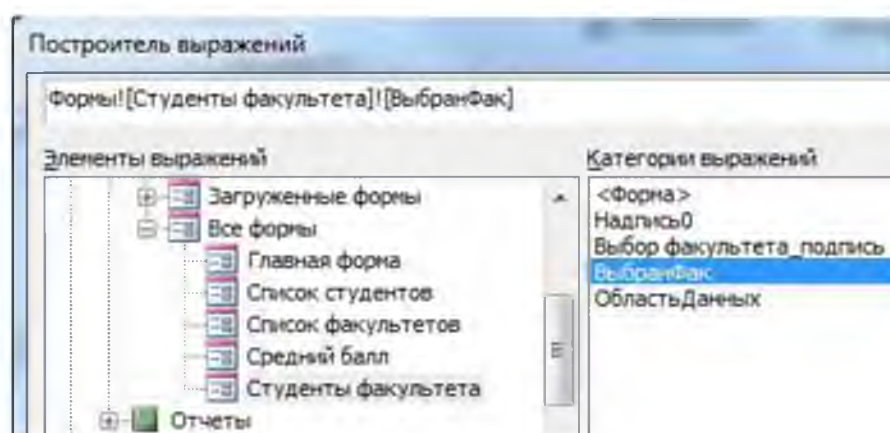 Построитель выражений
Формы![Студенты факультета]![ВыбранФак]
Элементы выражений
Загруженные формы
Все формы
Главная форма
Список студентов
Список факультетов
Средний балл
Студенты факультета
Отчеты
Категории выражений
<Форма>
Надпись0
Выбор факультета_подпись
ВыбранФак
ОбластьДанных